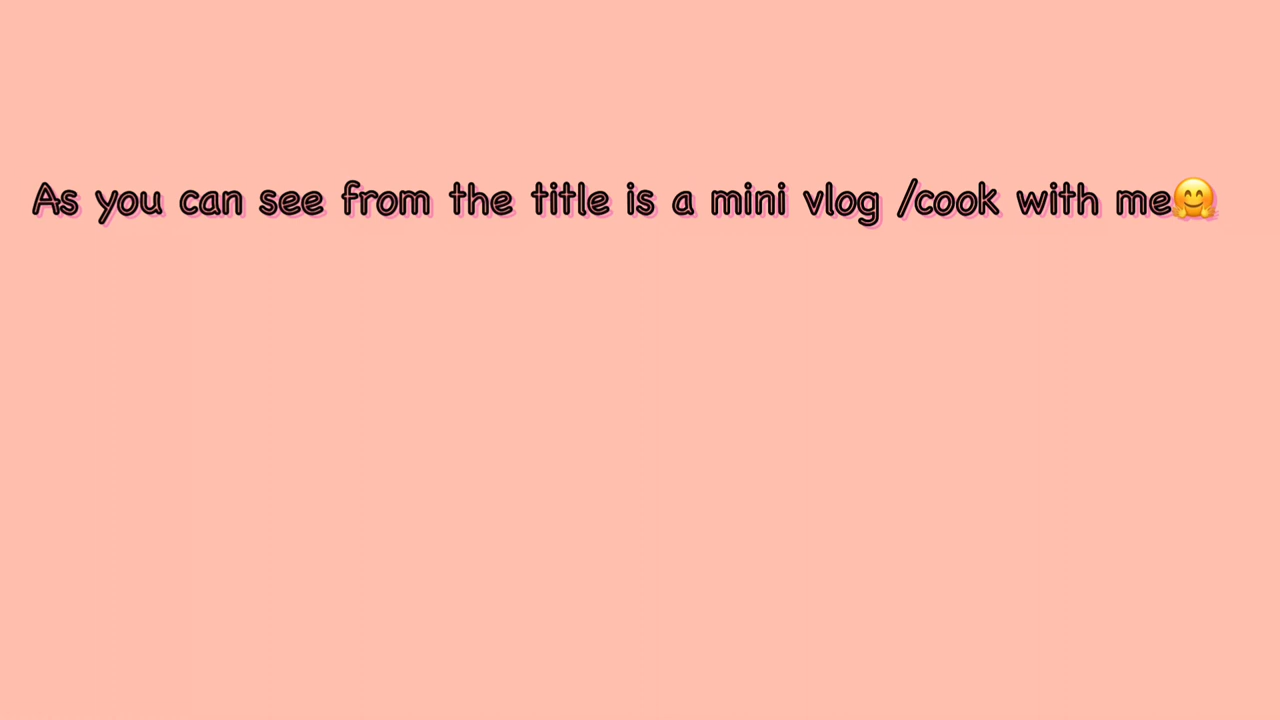 As you can see from the title is a mini vlog /cook with me🤗